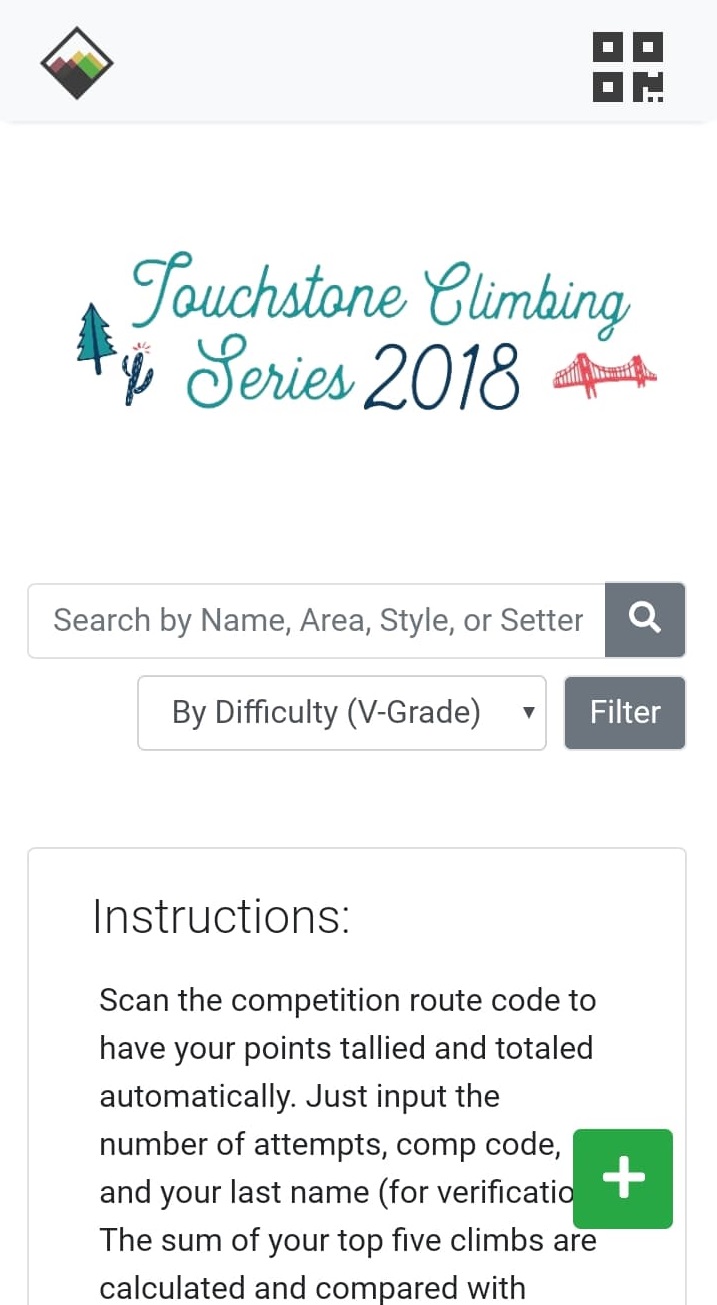 Touchstone Climbing
Series 2018
Search by Name, Area, Style, or Setter
By Difficulty (V-Grade)
Filter
Instructions:
Scan the competition route code to
have your points tallied and totaled
automatically. Just input the
number of attempts, comp code,
and your last name (for verificatio
The sum of your top five climbs are
calculated and compared with